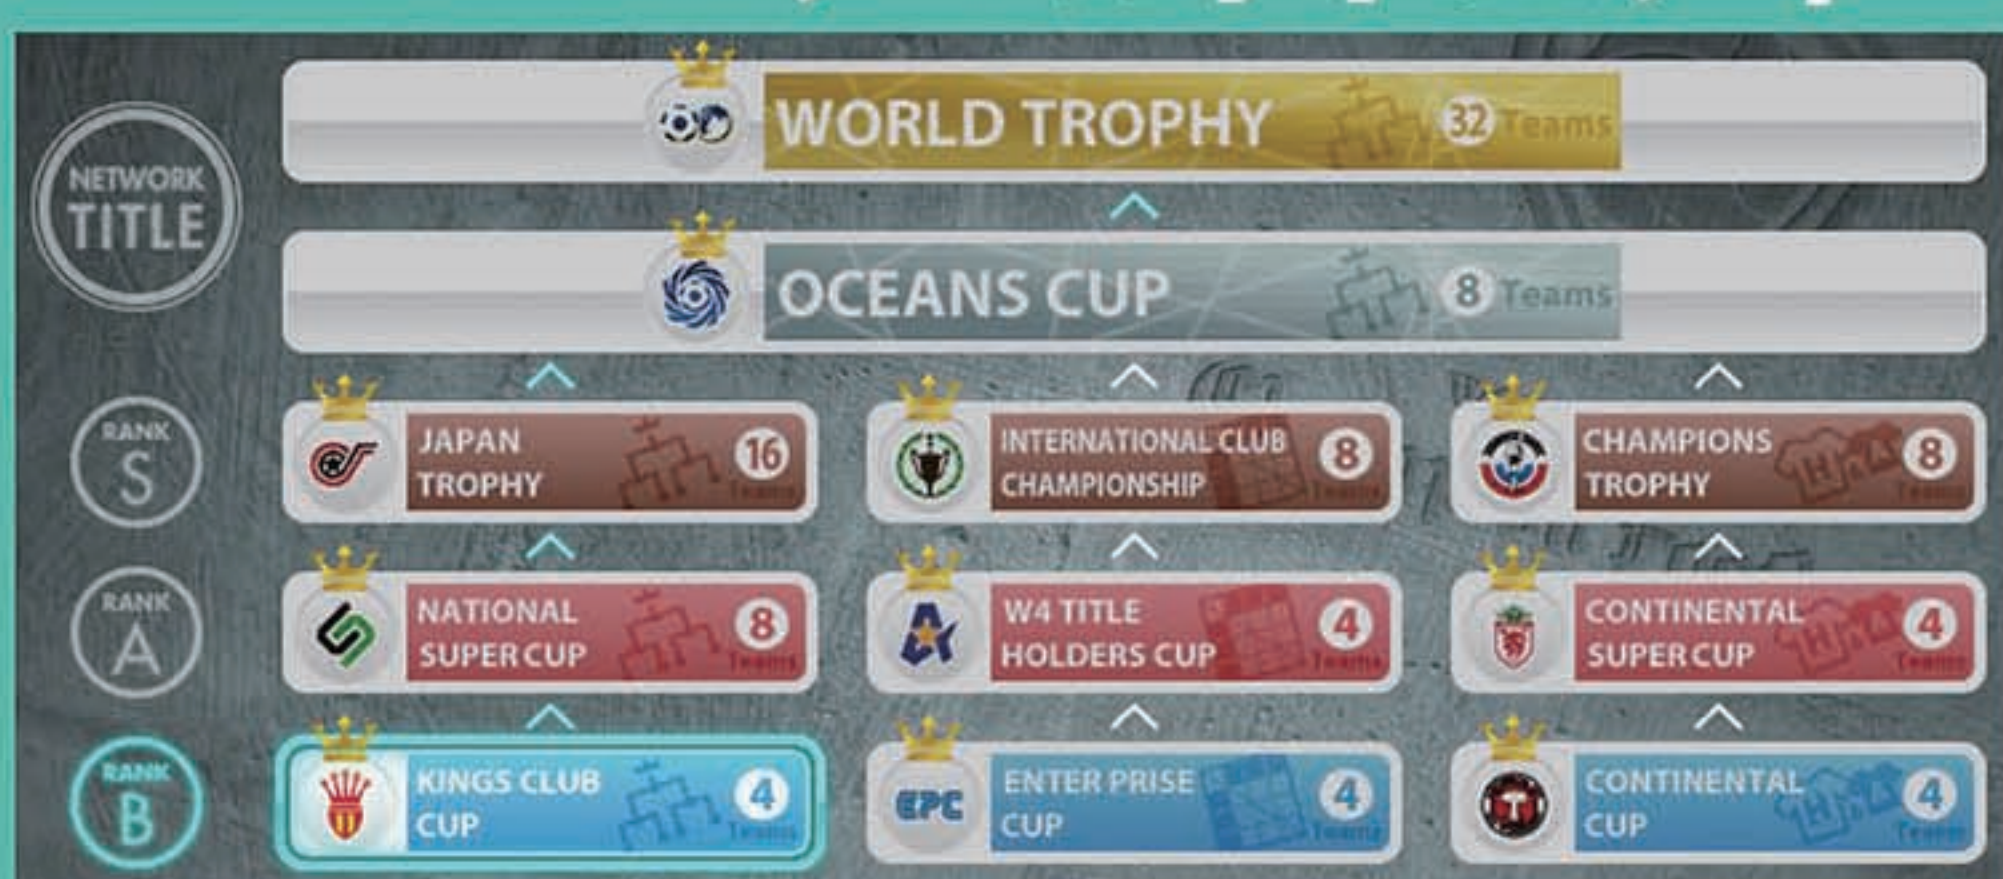 NETWORK
TITLE
WORLD TROPHY 32 Teams
OCEANS CUP 8 Teams
RANK
S
JAPAN
TROPHY
16
Teams
INTERNATIONAL CLUB
CHAMPIONSHIP
8
Teams
CHAMPIONS
TROPHY
H A
8
Teams
RANK
A
NATIONAL
SUPER CUP
8
Teams
W4 TITLE
HOLDERS CUP
4
Teams
CONTINENTAL
SUPER CUP
H A
4
Teams
RANK
B
KINGS CLUB
CUP
4
Teams
EPC
ENTER PRISE
CUP
4
Teams
T
CONTINENTAL
CUP
H A
4
Teams